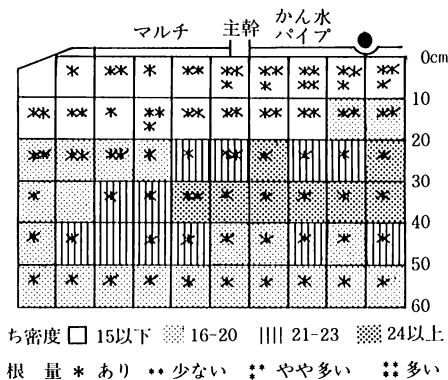 マルチ 主幹 かん水パイプ
0cm
10
20
30
40
50
60
ち密度 □ 15以下 16-20 21-23 24以上
根量 * あり ** 少ない ** やや多い ** 多い